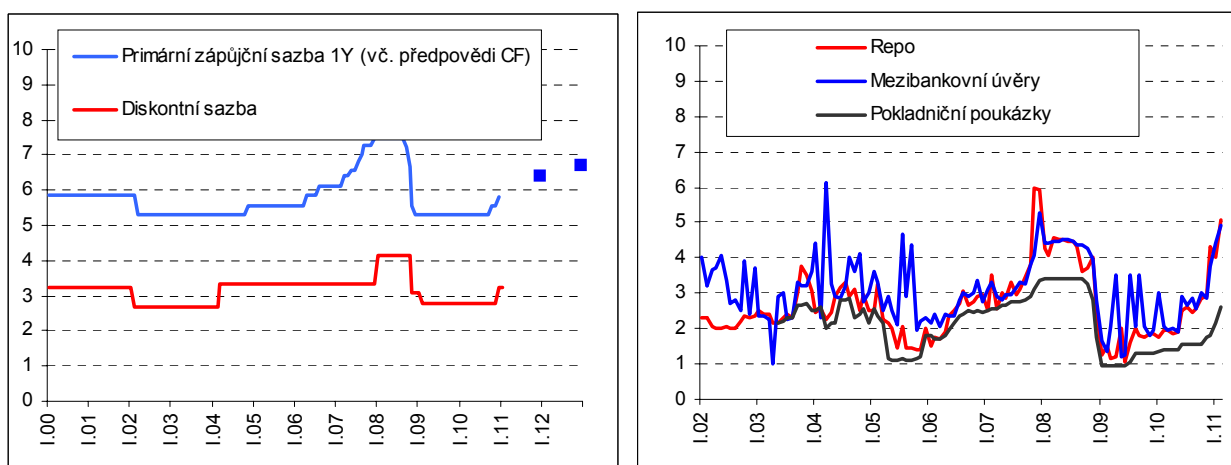 10
9
8
7
6
5
4
3
2
1
0
Primární zápůjční sazba 1Y (vč. předpovědi CF)
Diskontní sazba
I.00
I.01
I.02
I.03
I.04
I.05
I.06
I.07
I.08
I.09
I.10
I.11
I.12
10
9
8
7
6
5
4
3
2
1
0
Repo
Mezibankovní úvěry
Pokladniční poukázky
I.02
I.03
I.04
I.05
I.06
I.07
I.08
I.09
I.10
I.11